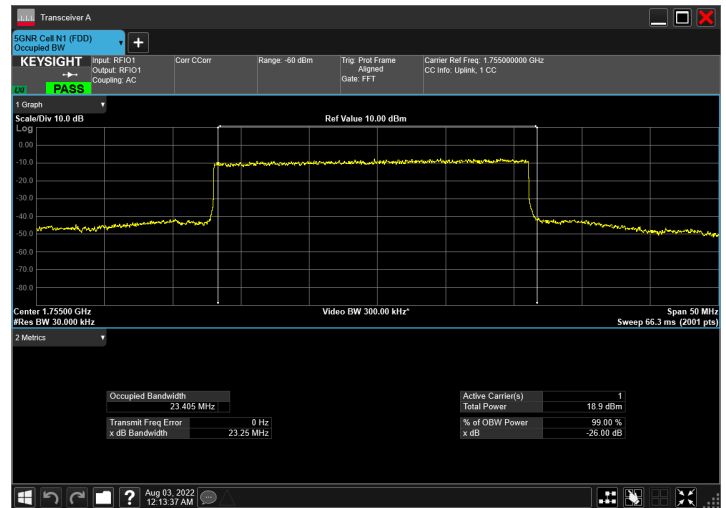 Transceiver A
5GNR Cell N1 (FDD)
Occupied BW
KEYSIGHT
Input: RFIO1
Output: RFIO1
Coupling: AC
Corr CCorr
Range: -60 dBm
Trig: Prot Frame
Aligned
Gate: FFT
Carrier Ref Freq: 1.755000000 GHz
CC Info: Uplink, 1 CC
PASS
1 Graph
Scale/Div 10.0 dB
Ref Value 10.00 dBm
Log
0.00
-10.0
-20.0
-30.0
-40.0
-50.0
-60.0
-70.0
-80.0
Center 1.75500 GHz
Video BW 300.00 kHz*
Span 50 MHz
#Res BW 30.000 kHz
Sweep 66.3 ms (2001 pts)
2 Metrics
Occupied Bandwidth
23.405 MHz
Active Carrier(s) 1
Total Power 18.9 dBm
Transmit Freq Error 0 Hz
x dB Bandwidth 23.25 MHz
% of OBW Power 99.00 %
x dB -26.00 dB
Aug 03, 2022
12:13:37 AM